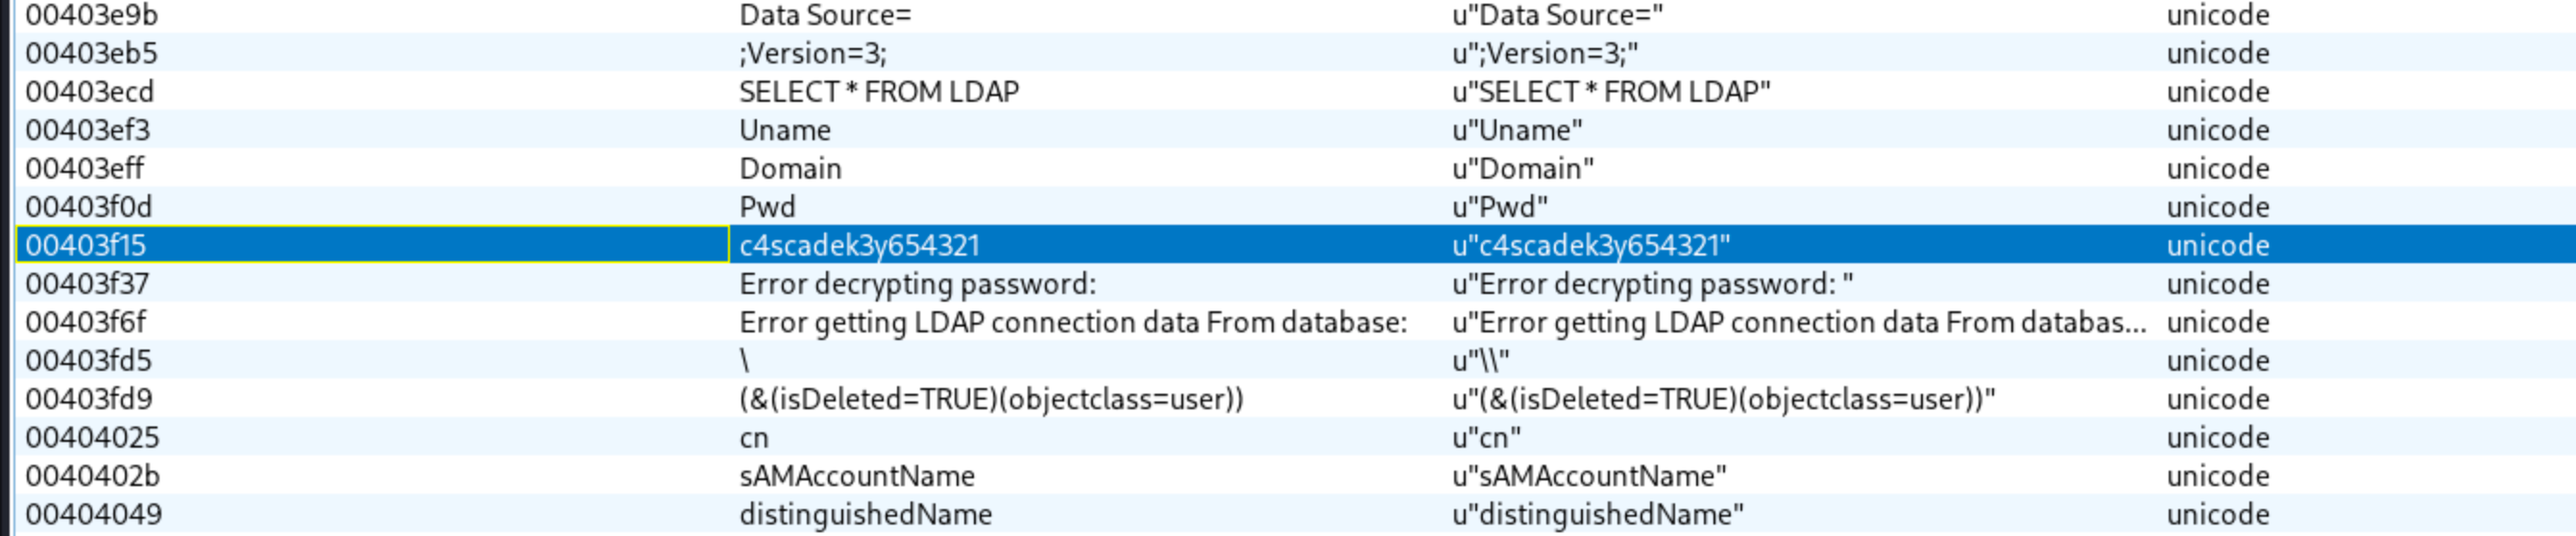 00403e9b Data Source= u"Data Source=" unicode
00403eb5 ;Version=3; u";Version=3;" unicode
00403ecd SELECT * FROM LDAP u"SELECT * FROM LDAP" unicode
00403ef3 Uname u"Uname" unicode
00403eff Domain u"Domain" unicode
00403f0d Pwd u"Pwd" unicode
00403f15 c4scadek3y654321 u"c4scadek3y654321" unicode
00403f37 Error decrypting password: u"Error decrypting password: " unicode
00403f6f Error getting LDAP connection data From database: u"Error getting LDAP connection data From databas... unicode
00403fd5 \ u"\\" unicode
00403fd9 (&(isDeleted=TRUE)(objectclass=user)) u"(&(isDeleted=TRUE)(objectclass=user))" unicode
00404025 cn u"cn" unicode
0040402b sAMAccountName u"sAMAccountName" unicode
00404049 distinguishedName u"distinguishedName" unicode